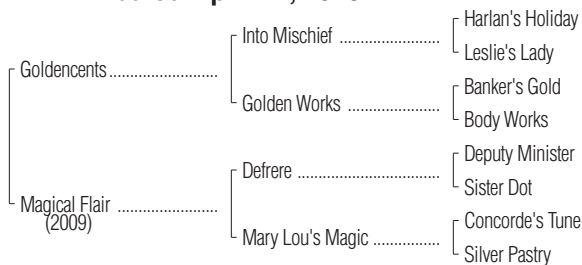 Harlan's Holiday
Into Mischief
Leslie's Lady
Goldencents
Banker's Gold
Golden Works
Body Works
Deputy Minister
Defrere
Sister Dot
Magical Flair
(2009)
Concorde's Tune
Mary Lou's Magic
Silver Pastry